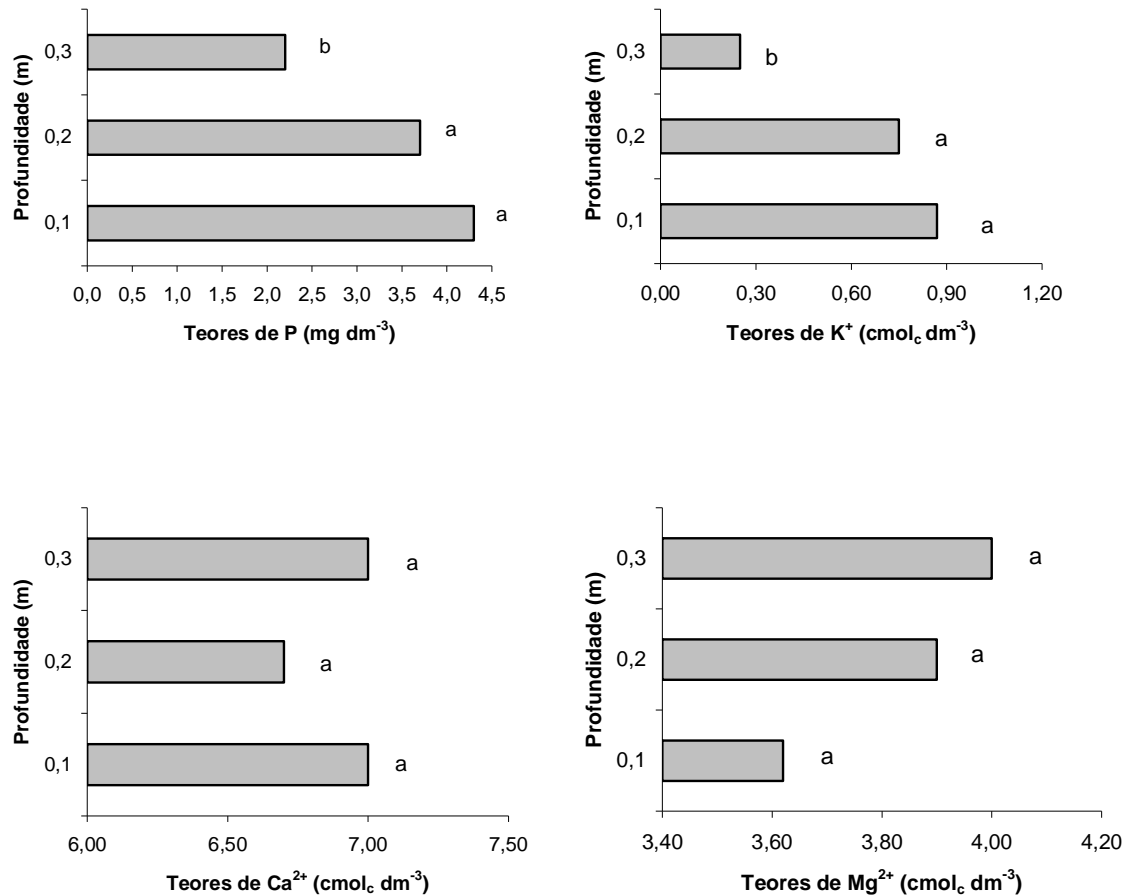 Profundidade (m)
0,3 b
0,2 a
0,1 a
0,0 0,5 1,0 1,5 2,0 2,5 3,0 3,5 4,0 4,5
Teores de P (mg dm⁻³)
Profundidade (m)
0,3 b
0,2 a
0,1 a
0,00 0,30 0,60 0,90 1,20
Teores de K⁺ (cmol꜀ dm⁻³)
Profundidade (m)
0,3 a
0,2 a
0,1 a
6,00 6,50 7,00 7,50
Teores de Ca²⁺ (cmol꜀ dm⁻³)
Profundidade (m)
0,3 a
0,2 a
0,1 a
3,40 3,60 3,80 4,00 4,20
Teores de Mg²⁺ (cmol꜀ dm⁻³)